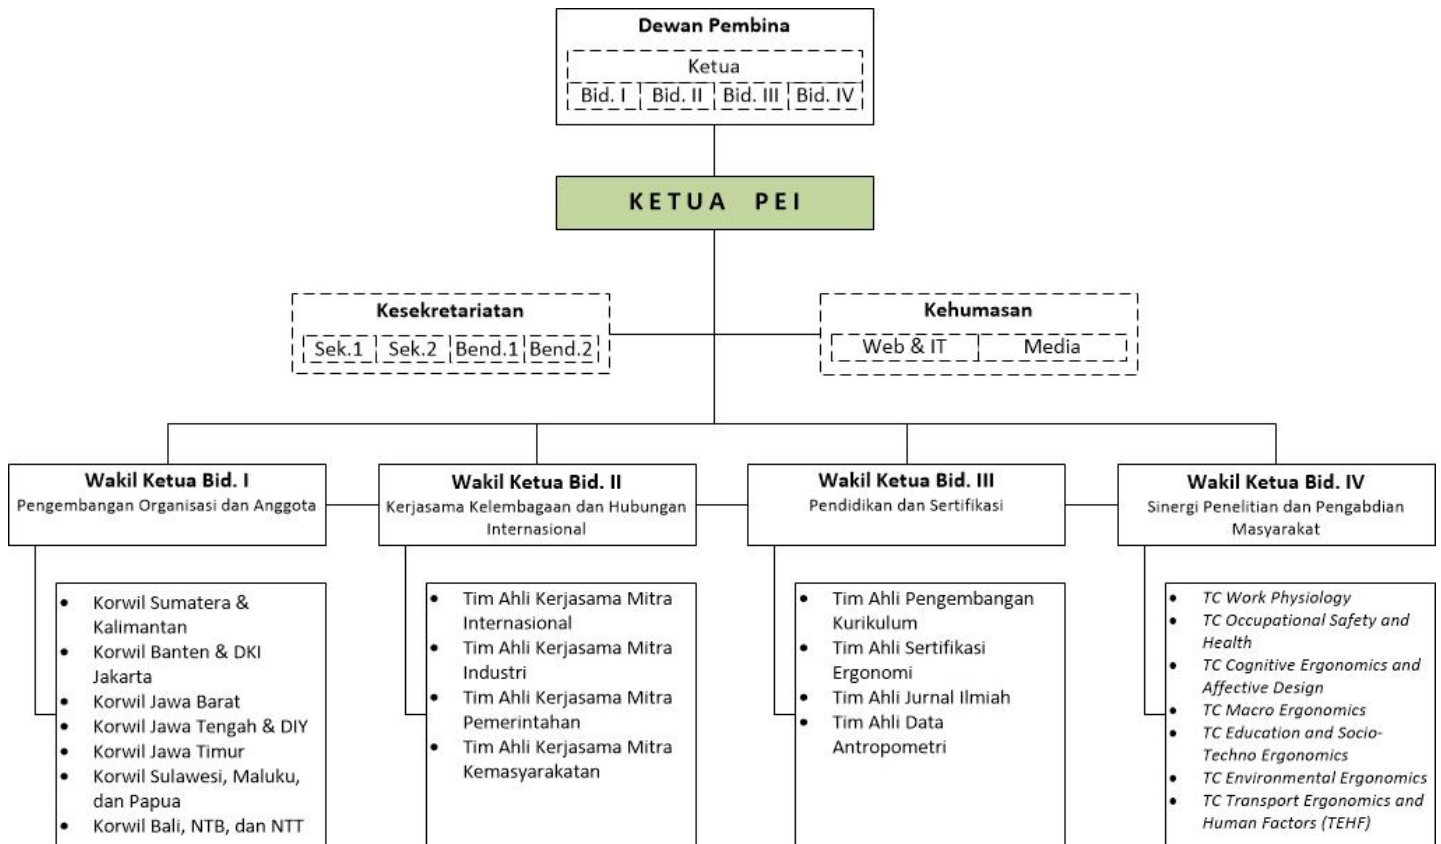 Dewan Pembina
Ketua
Bid. I Bid. II Bid. III Bid. IV
KETUA PEI
Kesekretariatan
Sek.1 Sek.2 Bend.1 Bend.2
Kehumasan
Web & IT Media
Wakil Ketua Bid. I
Pengembangan Organisasi dan Anggota
Wakil Ketua Bid. II
Kerjasama Kelembagaan dan Hubungan
Internasional
Wakil Ketua Bid. III
Pendidikan dan Sertifikasi
Wakil Ketua Bid. IV
Sinergi Penelitian dan Pengabdian
Masyarakat
• Korwil Sumatera &
Kalimantan
• Korwil Banten & DKI
Jakarta
• Korwil Jawa Barat
• Korwil Jawa Tengah & DIY
• Korwil Jawa Timur
• Korwil Sulawesi, Maluku,
dan Papua
• Korwil Bali, NTB, dan NTT
• Tim Ahli Kerjasama Mitra
Internasional
• Tim Ahli Kerjasama Mitra
Industri
• Tim Ahli Kerjasama Mitra
Pemerintahan
• Tim Ahli Kerjasama Mitra
Kemasyarakatan
• Tim Ahli Pengembangan
Kurikulum
• Tim Ahli Sertifikasi
Ergonomi
• Tim Ahli Jurnal Ilmiah
• Tim Ahli Data
Antropometri
• TC Work Physiology
• TC Occupational Safety and
Health
• TC Cognitive Ergonomics and
Affective Design
• TC Macro Ergonomics
• TC Education and Socio-
Techno Ergonomics
• TC Environmental Ergonomics
• TC Transport Ergonomics and
Human Factors (TEHF)